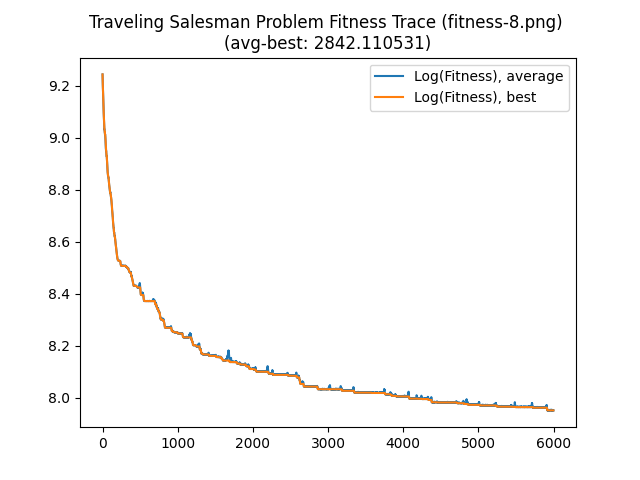 Traveling Salesman Problem Fitness Trace (fitness-8.png)
(avg-best: 2842.110531)
Log(Fitness), average
Log(Fitness), best
9.2
9.0
8.8
8.6
8.4
8.2
8.0
0 1000 2000 3000 4000 5000 6000